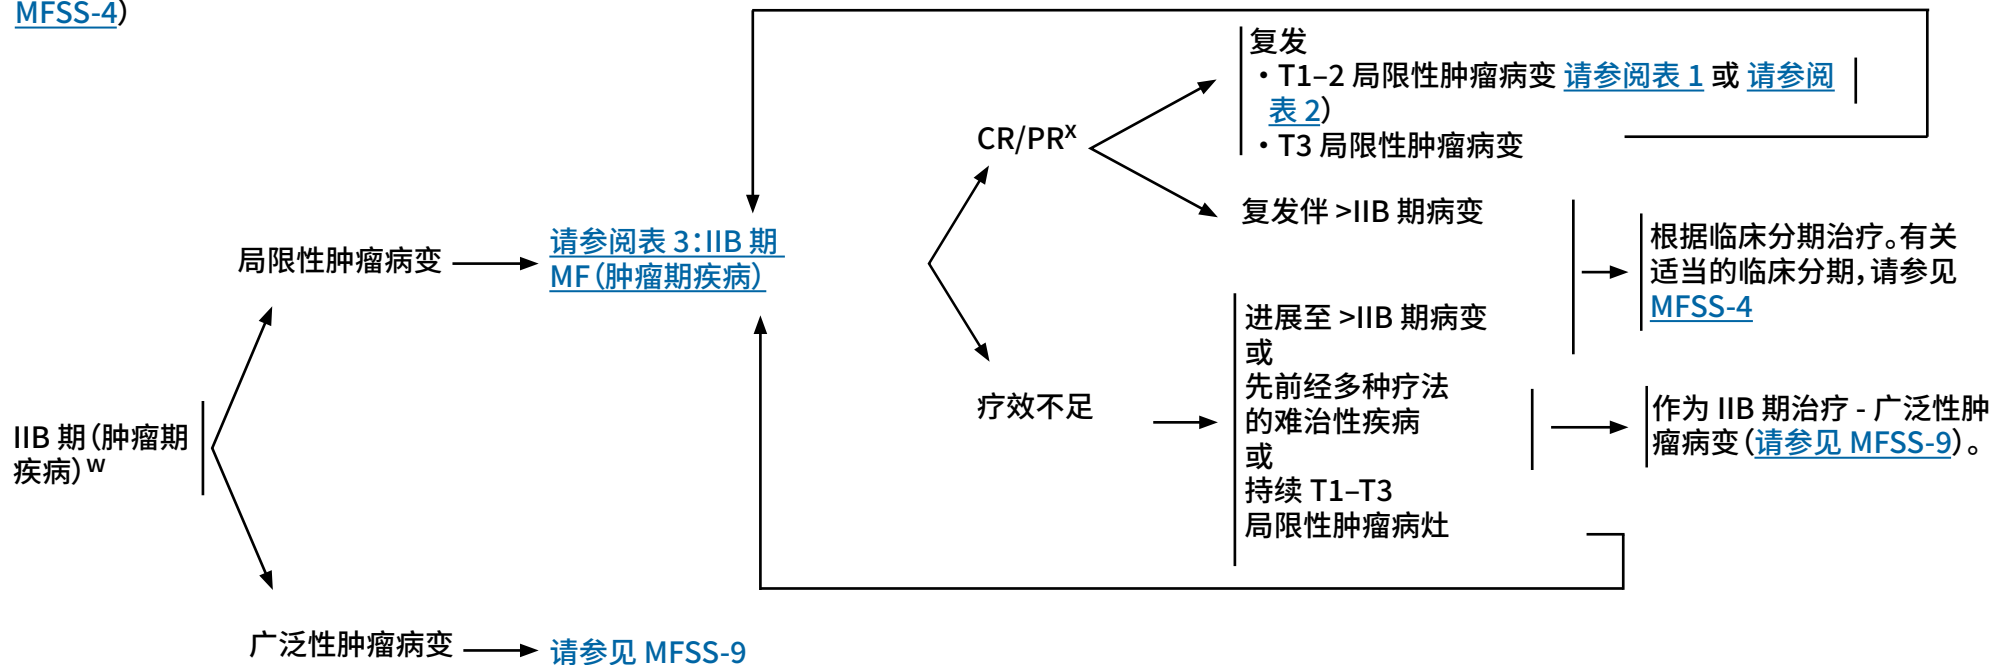 MFSS-4)
复发
・T1–2 局限性肿瘤病变 请参阅表 1 或 请参阅
表 2)
・T3 局限性肿瘤病变
CR/PRx
复发伴 >IIB 期病变
局限性肿瘤病变
请参阅表 3:IIB 期
MF(肿瘤期疾病)
根据临床分期治疗。有关
适当的临床分期,请参见
MFSS-4
进展至 >IIB 期病变
或
先前经多种疗法
的难治性疾病
或
持续 T1–T3
局限性肿瘤病灶
疗效不足
作为 IIB 期治疗 - 广泛性肿
瘤病变(请参见 MFSS-9)。
IIB 期(肿瘤期
疾病)w
广泛性肿瘤病变
请参见 MFSS-9